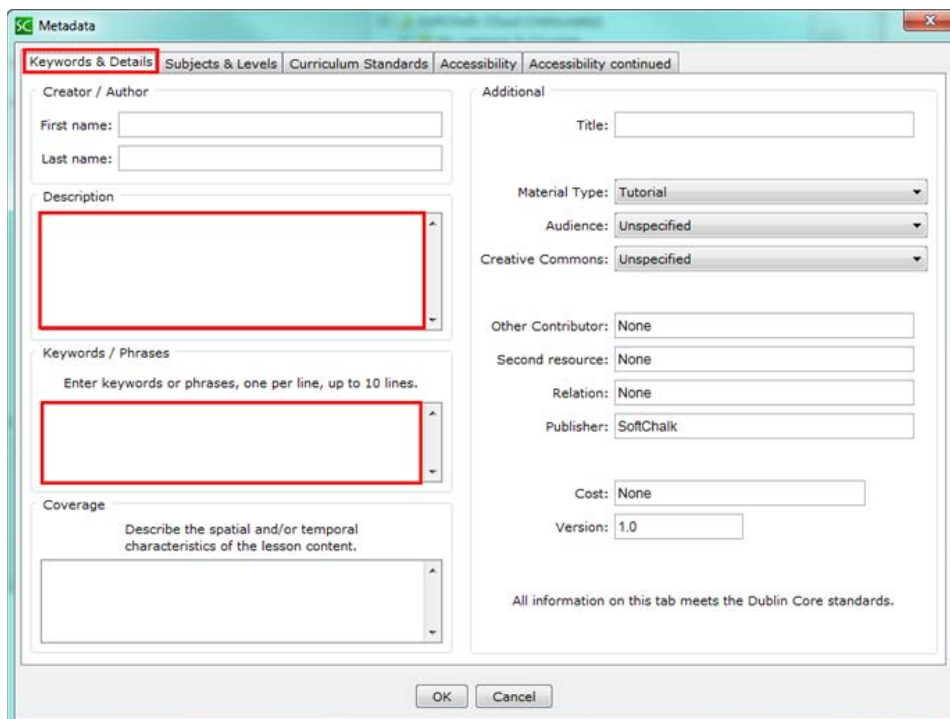 SC Metadata
Keywords & Details Subjects & Levels Curriculum Standards Accessibility Accessibility continued
Creator / Author
First name:
Last name:
Description
Keywords / Phrases
Enter keywords or phrases, one per line, up to 10 lines.
Coverage
Describe the spatial and/or temporal
characteristics of the lesson content.
Additional
Title:
Material Type: Tutorial
Audience: Unspecified
Creative Commons: Unspecified
Other Contributor: None
Second resource: None
Relation: None
Publisher: SoftChalk
Cost: None
Version: 1.0
All information on this tab meets the Dublin Core standards.
OK Cancel